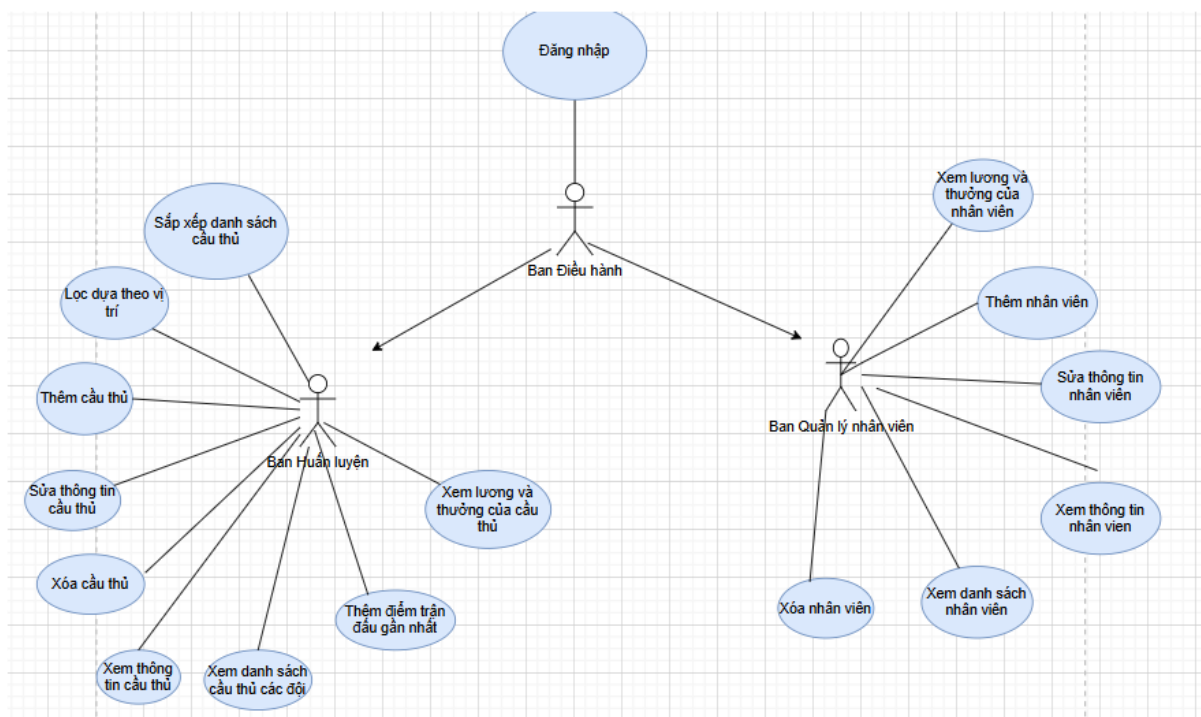 Đăng nhập
Xem lương và
thưởng của
nhân viên
Sắp xếp danh sách
cầu thủ
Ban Điều hành
Lọc dựa theo vị
trí
Thêm nhân viên
Thêm cầu thủ
Sửa thông tin
nhân viên
Ban Quản lý nhân viên
Ban Huấn luyện
Sửa thông tin
cầu thủ
Xem lương và
thưởng của cầu
thủ
Xem thông tin
nhân vien
Xóa cầu thủ
Thêm điểm trận
đấu gần nhất
Xóa nhân viên
Xem danh sách
nhân viên
Xem thông
tin cầu thủ
Xem danh sách
cầu thủ các đội